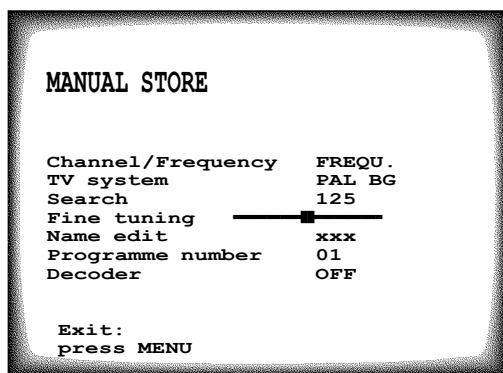 MANUAL STORE
Channel/Frequency FREQU.
TV system PAL BG
Search 125
Fine tuning
Name edit xxx
Programme number 01
Decoder OFF
Exit:
press MENU